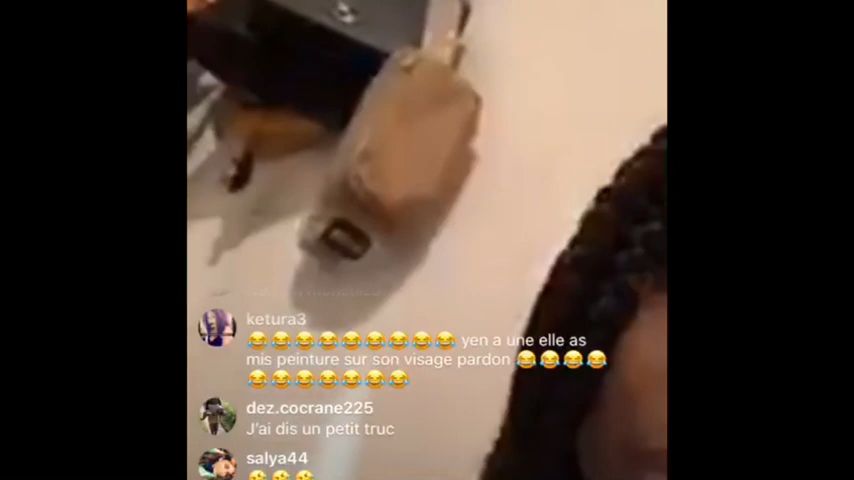 ketura3
😂😂😂😂😂😂😂😂😂 yen a une elle as
mis peinture sur son visage pardon 😂😂😂😂
😂😂😂😂😂😂😂
dez.cocrane225
J'ai dis un petit truc
salya44
🤣🤣🤣